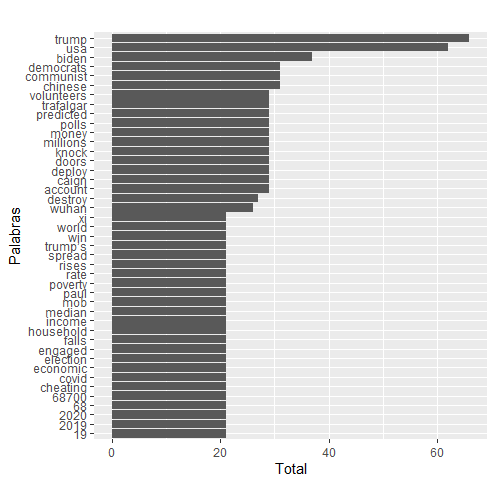 trump
usa
biden
democrats
communist
chinese
volunteers
trafalgar
predicted
polls
money
millions
knock
doors
deploy
caign
account
destroy
wuhan
xi
world
win
trump's
spread
rises
rate
poverty
paul
mob
median
income
household
falls
engaged
election
economic
covid
cheating
68700
68
2020
2019
19
Palabras
0 20 40 60
Total